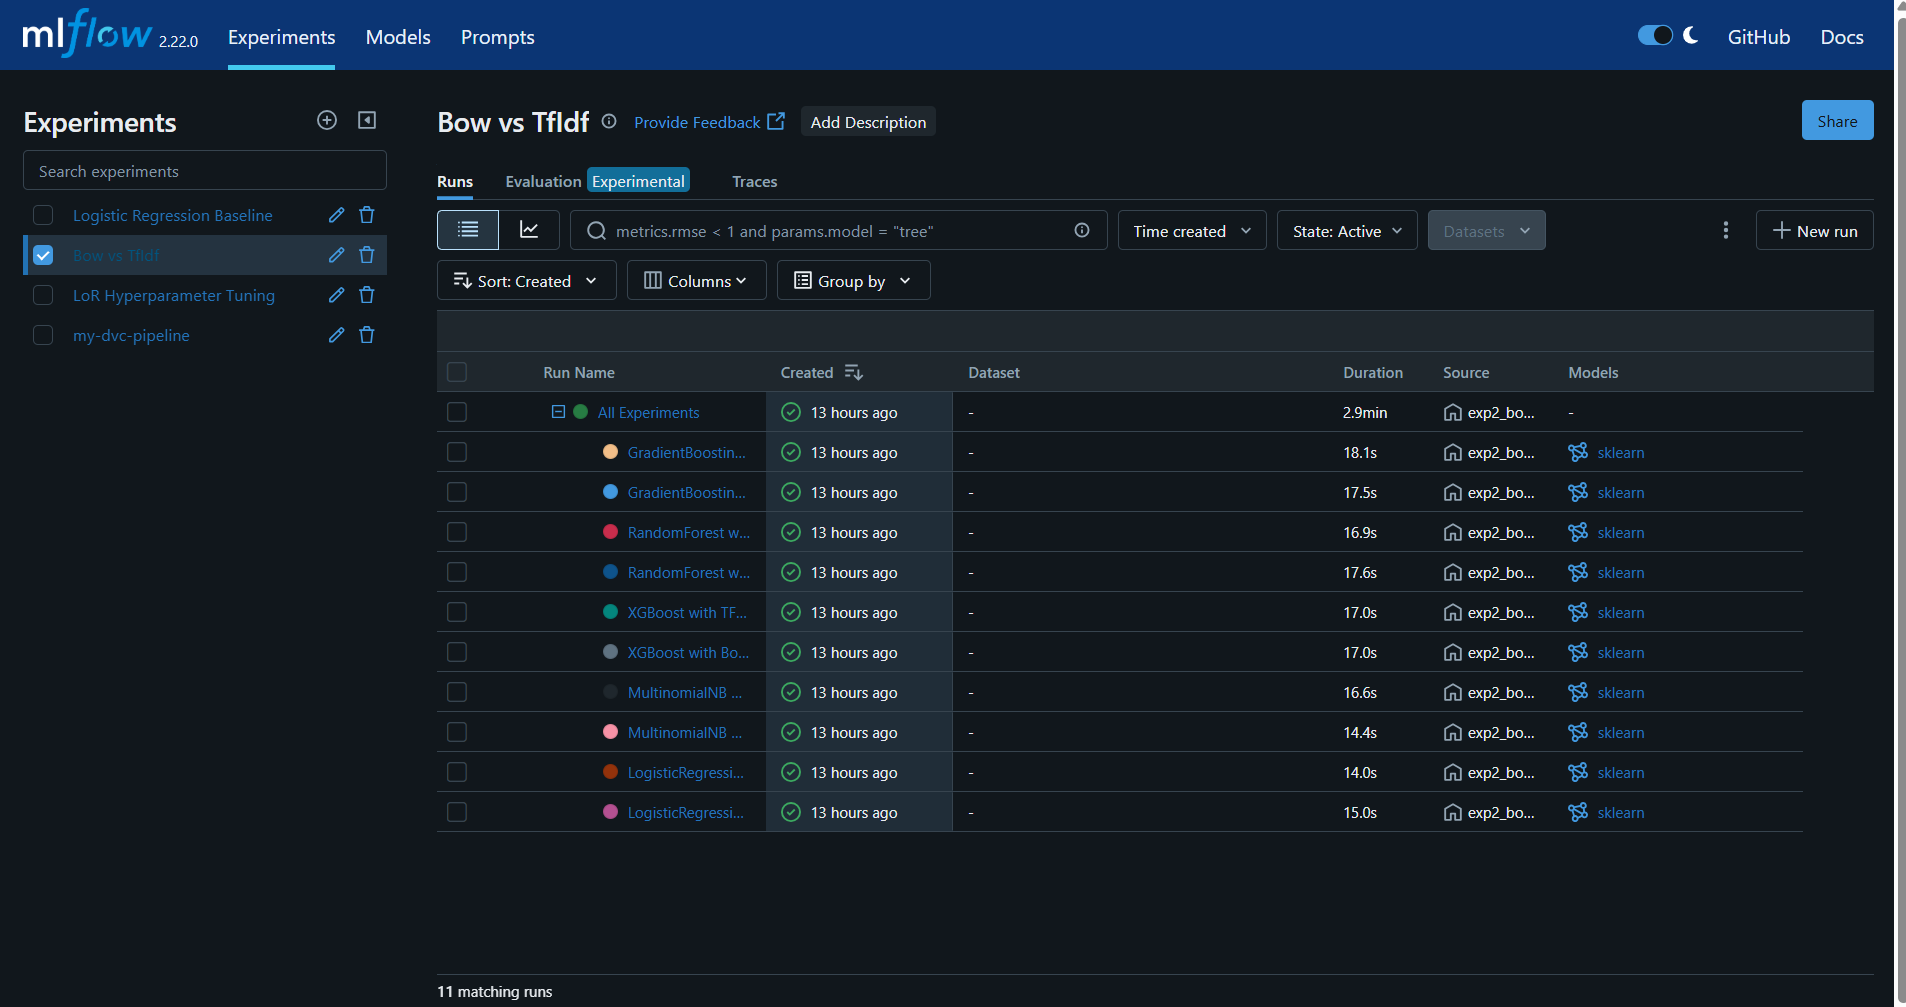 mlflow 2.22.0 Experiments Models Prompts GitHub Docs
Experiments
Search experiments
Logistic Regression Baseline
Bow vs TfIdf
LoR Hyperparameter Tuning
my-dvc-pipeline
Bow vs TfIdf Provide Feedback Add Description Share
Runs Evaluation Experimental Traces
metrics.rmse < 1 and params.model = "tree" Time created State: Active Datasets New run
Sort: Created Columns Group by
Run Name Created Dataset Duration Source Models
All Experiments 13 hours ago - 2.9min exp2_bo... -
GradientBoostin... 13 hours ago - 18.1s exp2_bo... sklearn
GradientBoostin... 13 hours ago - 17.5s exp2_bo... sklearn
RandomForest w... 13 hours ago - 16.9s exp2_bo... sklearn
RandomForest w... 13 hours ago - 17.6s exp2_bo... sklearn
XGBoost with TF... 13 hours ago - 17.0s exp2_bo... sklearn
XGBoost with Bo... 13 hours ago - 17.0s exp2_bo... sklearn
MultinomialNB ... 13 hours ago - 16.6s exp2_bo... sklearn
MultinomialNB ... 13 hours ago - 14.4s exp2_bo... sklearn
LogisticRegressi... 13 hours ago - 14.0s exp2_bo... sklearn
LogisticRegressi... 13 hours ago - 15.0s exp2_bo... sklearn
11 matching runs